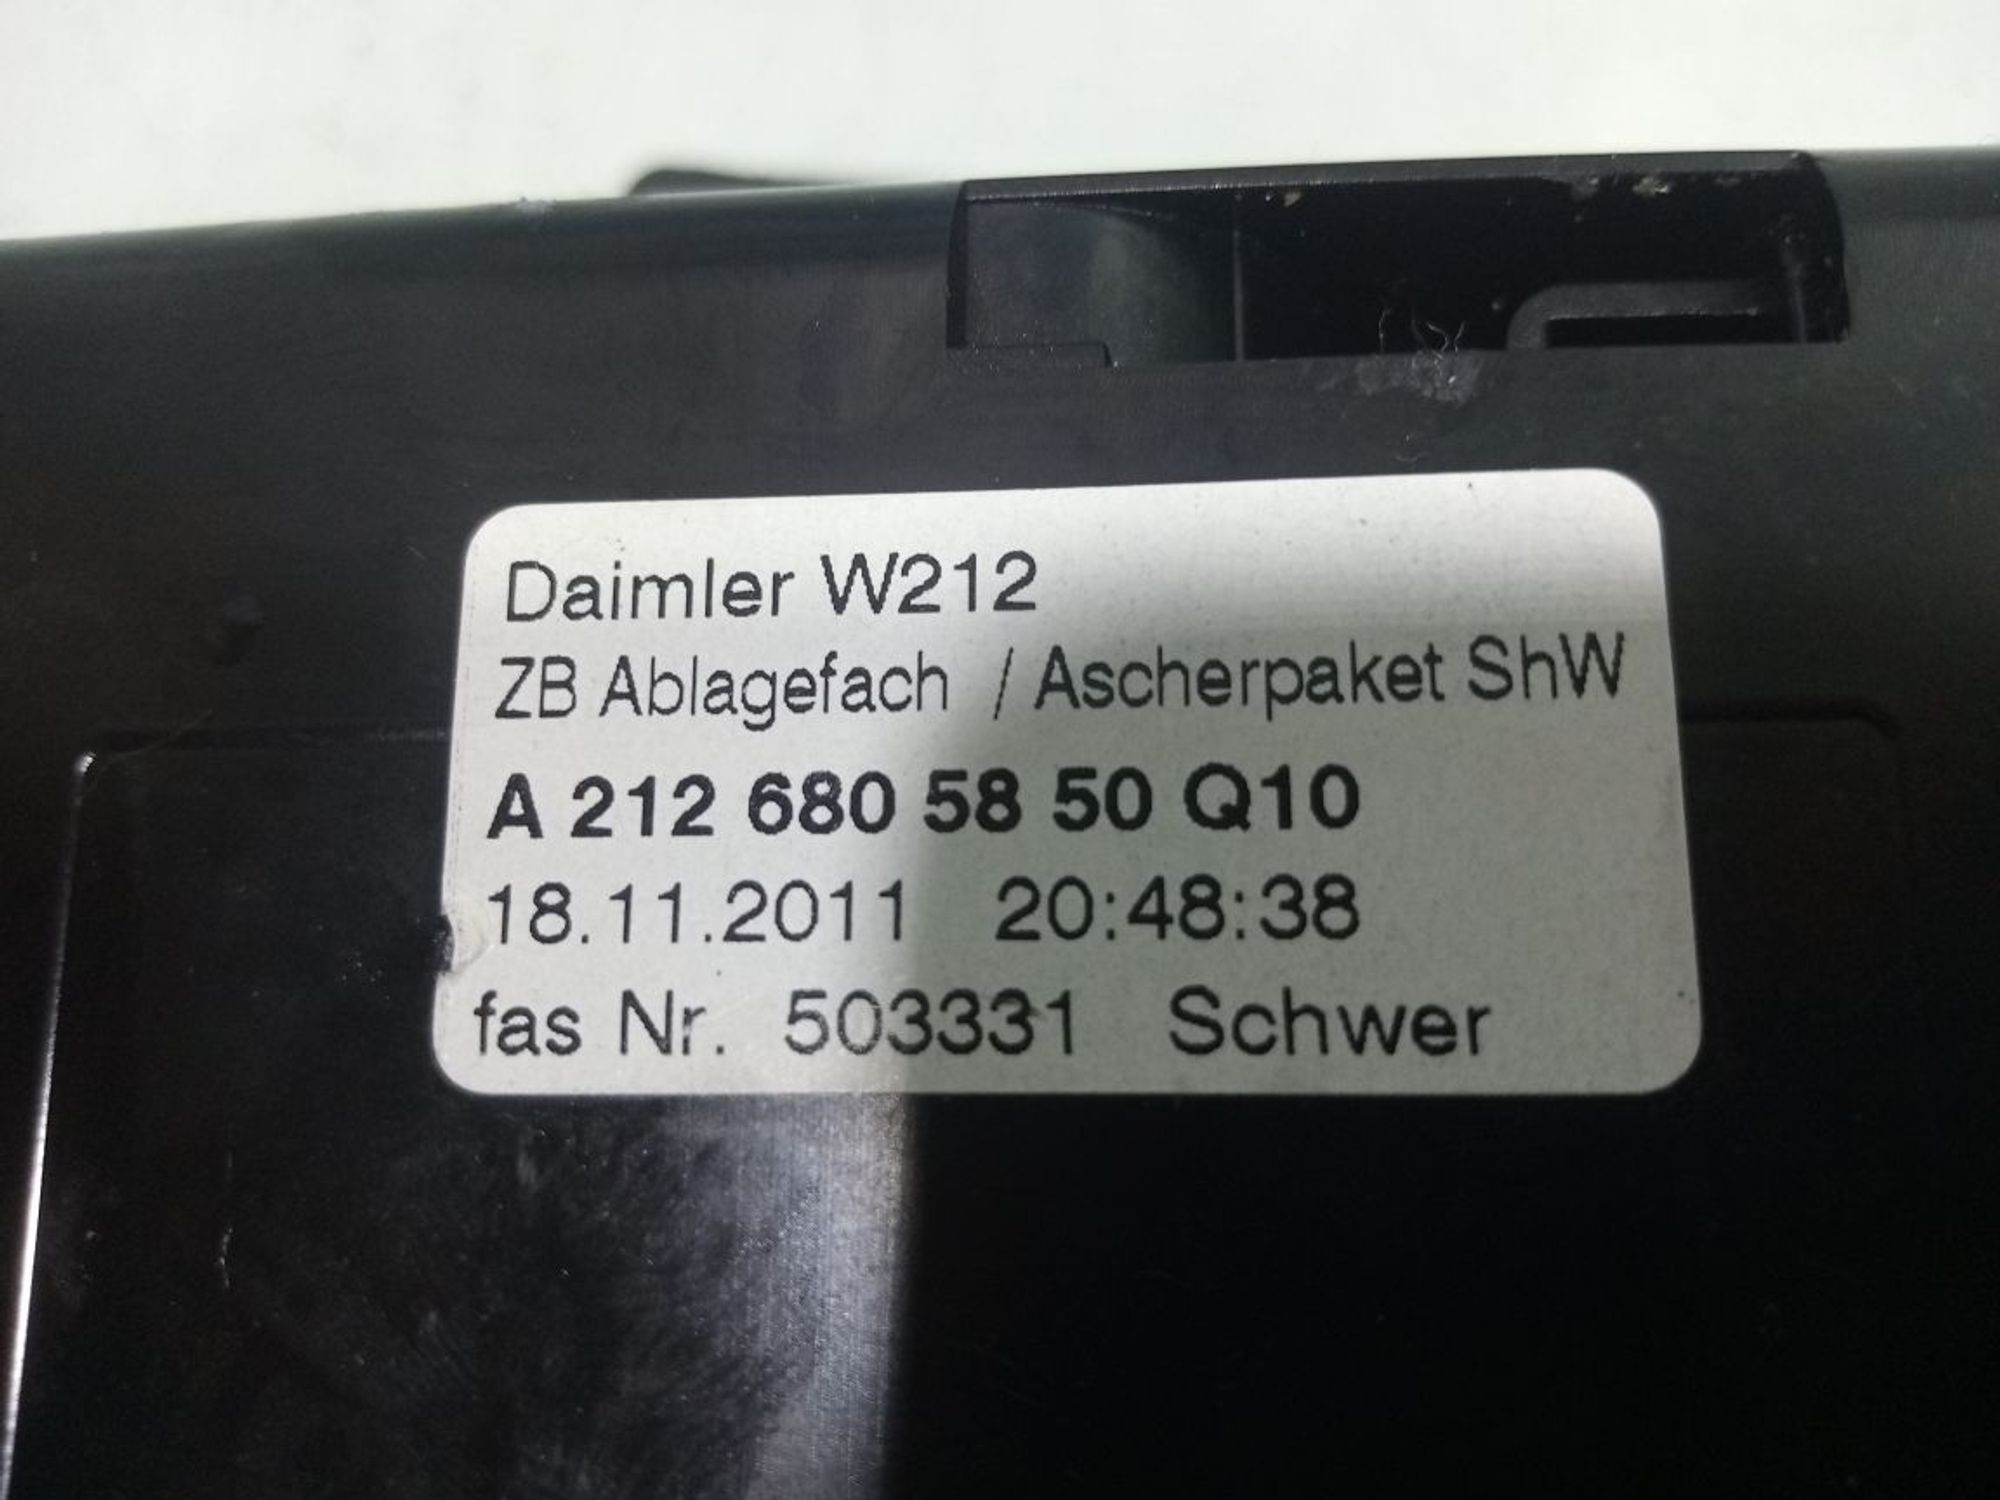 Daimler W212
ZB Ablagefach / Ascherpaket ShW
A 212 680 58 50 Q10
18.11.2011 20:48:38
fas Nr. 503331 Schwer